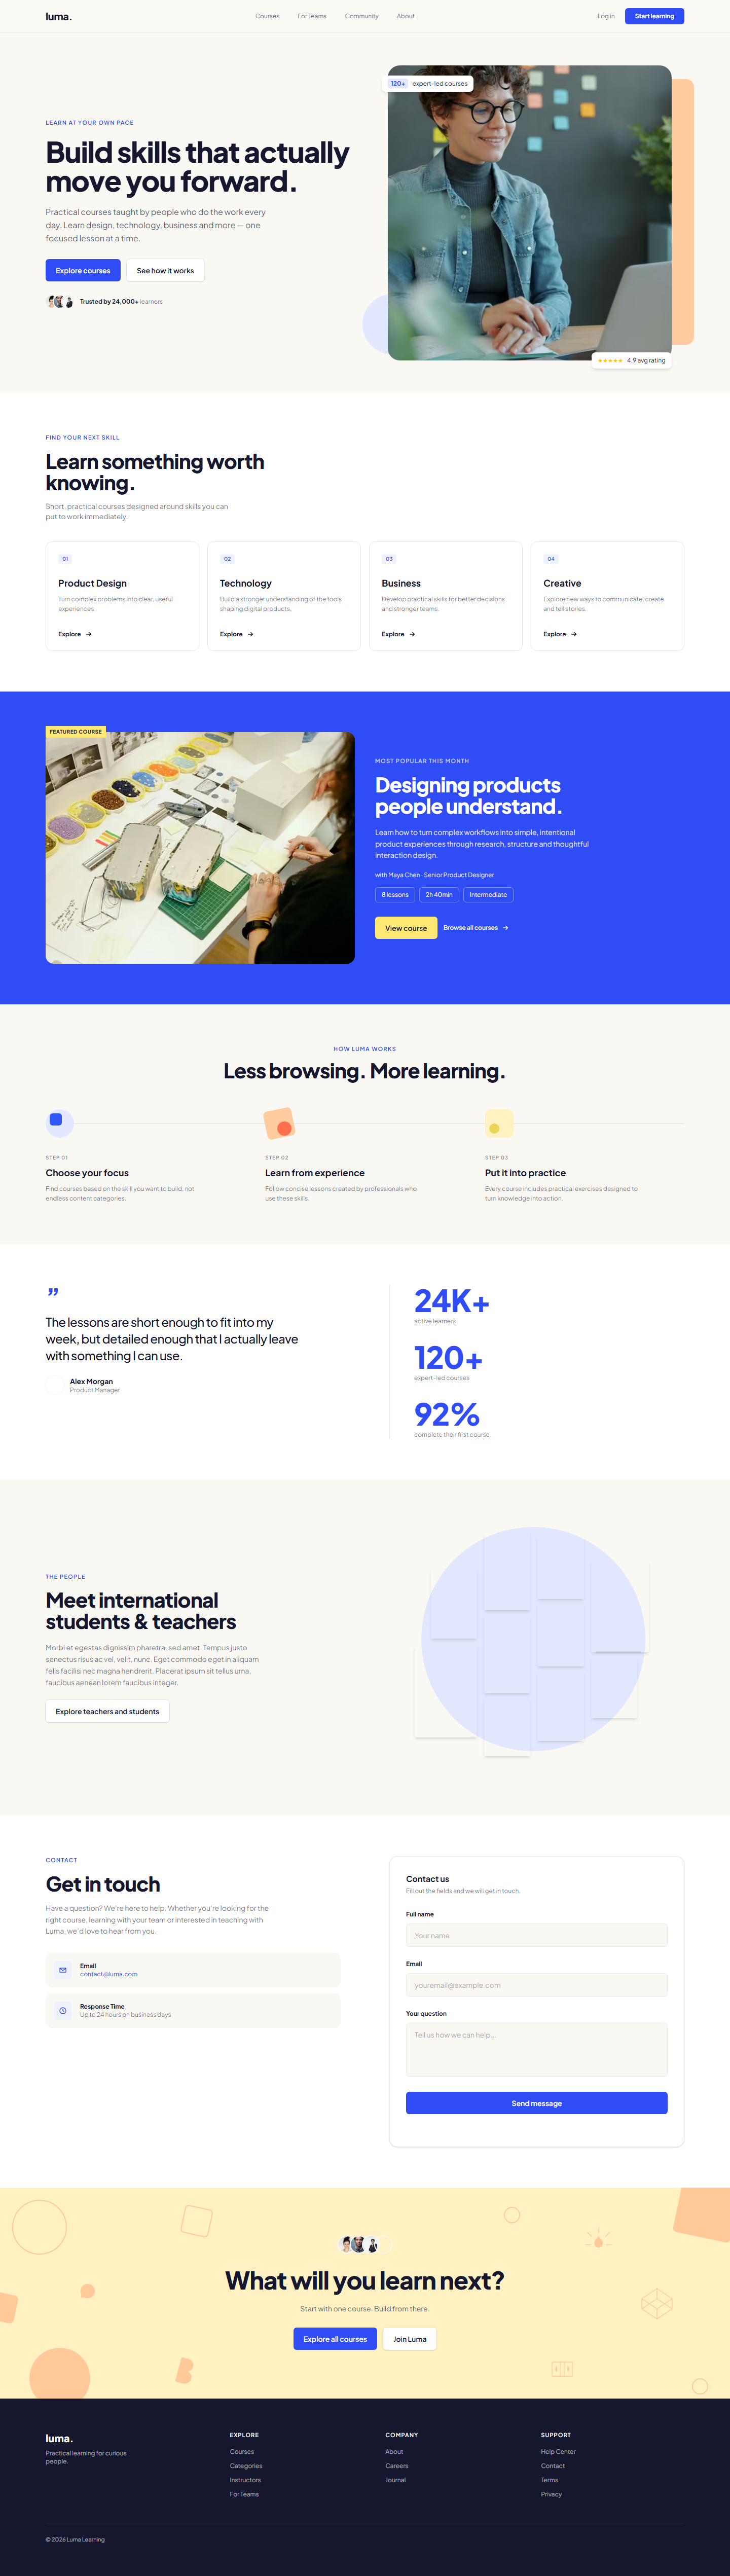 luma.
Courses
For Teams
Community
About
Log in
Start learning
LEARN AT YOUR OWN PACE
Build skills that actually
move you forward.
Practical courses taught by people who do the work every
day. Learn design, technology, business and more — one
focused lesson at a time.
Explore courses
See how it works
Trusted by 24,000+ learners
120+ expert-led courses
★★★★★ 4.9 avg rating
FIND YOUR NEXT SKILL
Learn something worth
knowing.
Short, practical courses designed around skills you can
put to work immediately.
01
Product Design
Turn complex problems into clear, useful
experiences.
Explore →
02
Technology
Build a stronger understanding of the tools
shaping digital products.
Explore →
03
Business
Develop practical skills for better decisions
and stronger teams.
Explore →
04
Creative
Explore new ways to communicate, create
and tell stories.
Explore →
FEATURED COURSE
MOST POPULAR THIS MONTH
Designing products
people understand.
Learn how to turn complex workflows into simple, intentional
product experiences through research, structure and thoughtful
interaction design.
with Maya Chen · Senior Product Designer
8 lessons
2h 40min
Intermediate
View course
Browse all courses →
HOW LUMA WORKS
Less browsing. More learning.
STEP 01
Choose your focus
Find courses based on the skill you want to build, not
endless content categories.
STEP 02
Learn from experience
Follow concise lessons created by professionals who
use these skills.
STEP 03
Put it into practice
Every course includes practical exercises designed to
turn knowledge into action.
”
The lessons are short enough to fit into my
week, but detailed enough that I actually leave
with something I can use.
Alex Morgan
Product Manager
24K+
active learners
120+
expert-led courses
92%
complete their first course
THE PEOPLE
Meet international
students & teachers
Morbi et egestas dignissim pharetra, sed amet. Tempus justo
senectus risus ac vel, velit, nunc. Eget commodo eget in aliquam
felis facilisi nec magna hendrerit. Placerat ipsum sit tellus urna,
faucibus aenean lorem faucibus integer.
Explore teachers and students
CONTACT
Get in touch
Have a question? We're here to help. Whether you're looking for the
right course, learning with your team or interested in teaching with
Luma, we'd love to hear from you.
Email
contact@luma.com
Response Time
Up to 24 hours on business days
Contact us
Fill out the fields and we will get in touch.
Full name
Your name
Email
youremail@example.com
Your question
Tell us how we can help...
Send message
What will you learn next?
Start with one course. Build from there.
Explore all courses
Join Luma
luma.
Practical learning for curious
people.
EXPLORE
Courses
Categories
Instructors
For Teams
COMPANY
About
Careers
Journal
SUPPORT
Help Center
Contact
Terms
Privacy
© 2026 Luma Learning